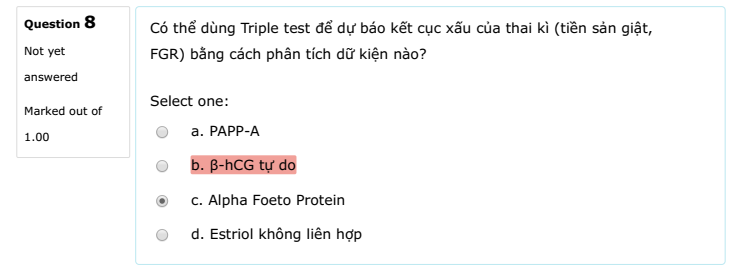 Question 8
Not yet
answered
Marked out of
1.00
Có thể dùng Triple test để dự báo kết cục xấu của thai kì (tiền sản giật,
FGR) bằng cách phân tích dữ kiện nào?
Select one:
a. PAPP-A
b. β-hCG tự do
c. Alpha Foeto Protein
d. Estriol không liên hợp